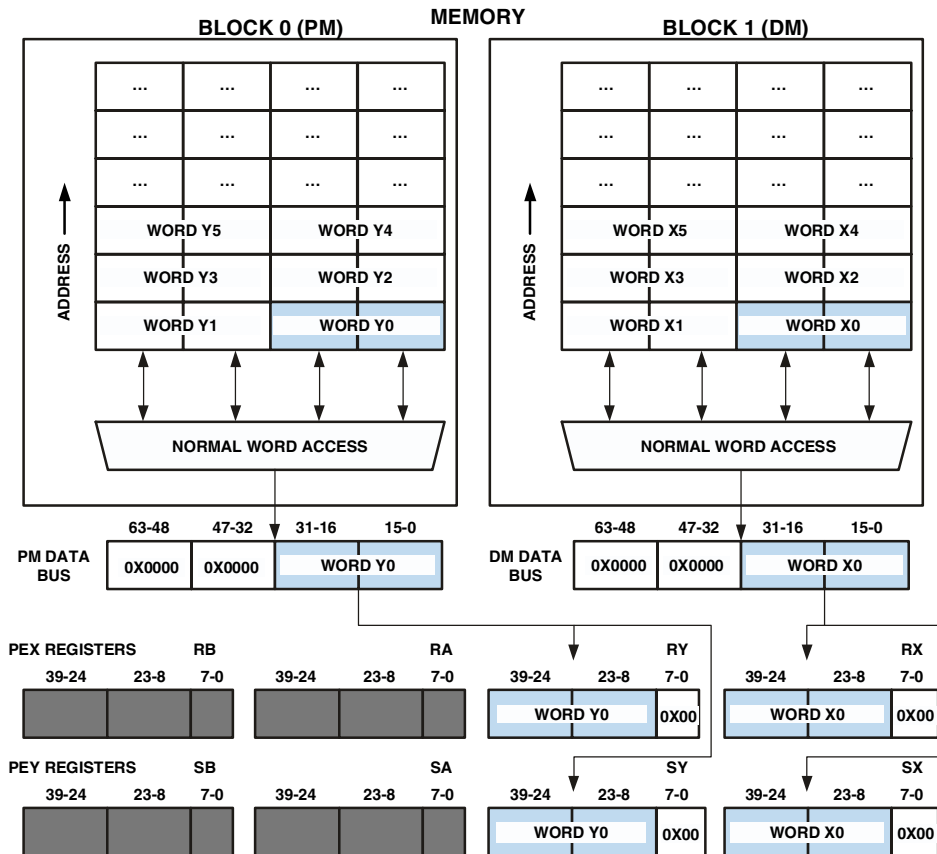 MEMORY
BLOCK 0 (PM) BLOCK 1 (DM)
... ... ... ... ... ... ... ...
... ... ... ... ... ... ... ...
... ... ... ... ... ... ... ...
WORD Y5 WORD Y4 WORD X5 WORD X4
WORD Y3 WORD Y2 WORD X3 WORD X2
WORD Y1 WORD Y0 WORD X1 WORD X0
ADDRESS ADDRESS
NORMAL WORD ACCESS NORMAL WORD ACCESS
63-48 47-32 31-16 15-0 63-48 47-32 31-16 15-0
PM DATA BUS 0X0000 0X0000 WORD Y0 DM DATA BUS 0X0000 0X0000 WORD X0
PEX REGISTERS RB RA RY RX
39-24 23-8 7-0 39-24 23-8 7-0 39-24 23-8 7-0 39-24 23-8 7-0
WORD Y0 0X00 WORD X0 0X00
PEY REGISTERS SB SA SY SX
39-24 23-8 7-0 39-24 23-8 7-0 39-24 23-8 7-0 39-24 23-8 7-0
WORD Y0 0X00 WORD X0 0X00